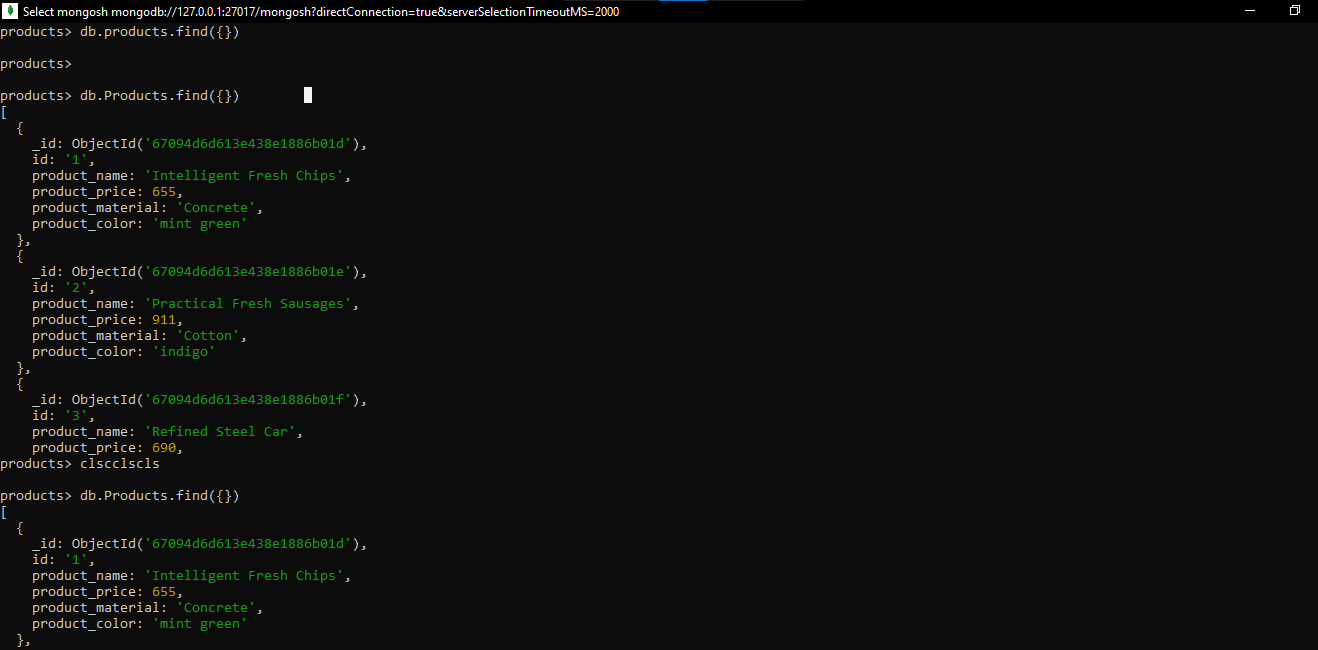 Select mongosh mongodb://127.0.0.1:27017/mongosh?directConnection=true&serverSelectionTimeoutMS=2000
products> db.products.find({})
products>
products> db.Products.find({})
[
  {
    _id: ObjectId('67094d6d613e438e1886b01d'),
    id: '1',
    product_name: 'Intelligent Fresh Chips',
    product_price: 655,
    product_material: 'Concrete',
    product_color: 'mint green'
  },
  {
    _id: ObjectId('67094d6d613e438e1886b01e'),
    id: '2',
    product_name: 'Practical Fresh Sausages',
    product_price: 911,
    product_material: 'Cotton',
    product_color: 'indigo'
  },
  {
    _id: ObjectId('67094d6d613e438e1886b01f'),
    id: '3',
    product_name: 'Refined Steel Car',
    product_price: 690,
products> clscclscls
products> db.Products.find({})
[
  {
    _id: ObjectId('67094d6d613e438e1886b01d'),
    id: '1',
    product_name: 'Intelligent Fresh Chips',
    product_price: 655,
    product_material: 'Concrete',
    product_color: 'mint green'
  },